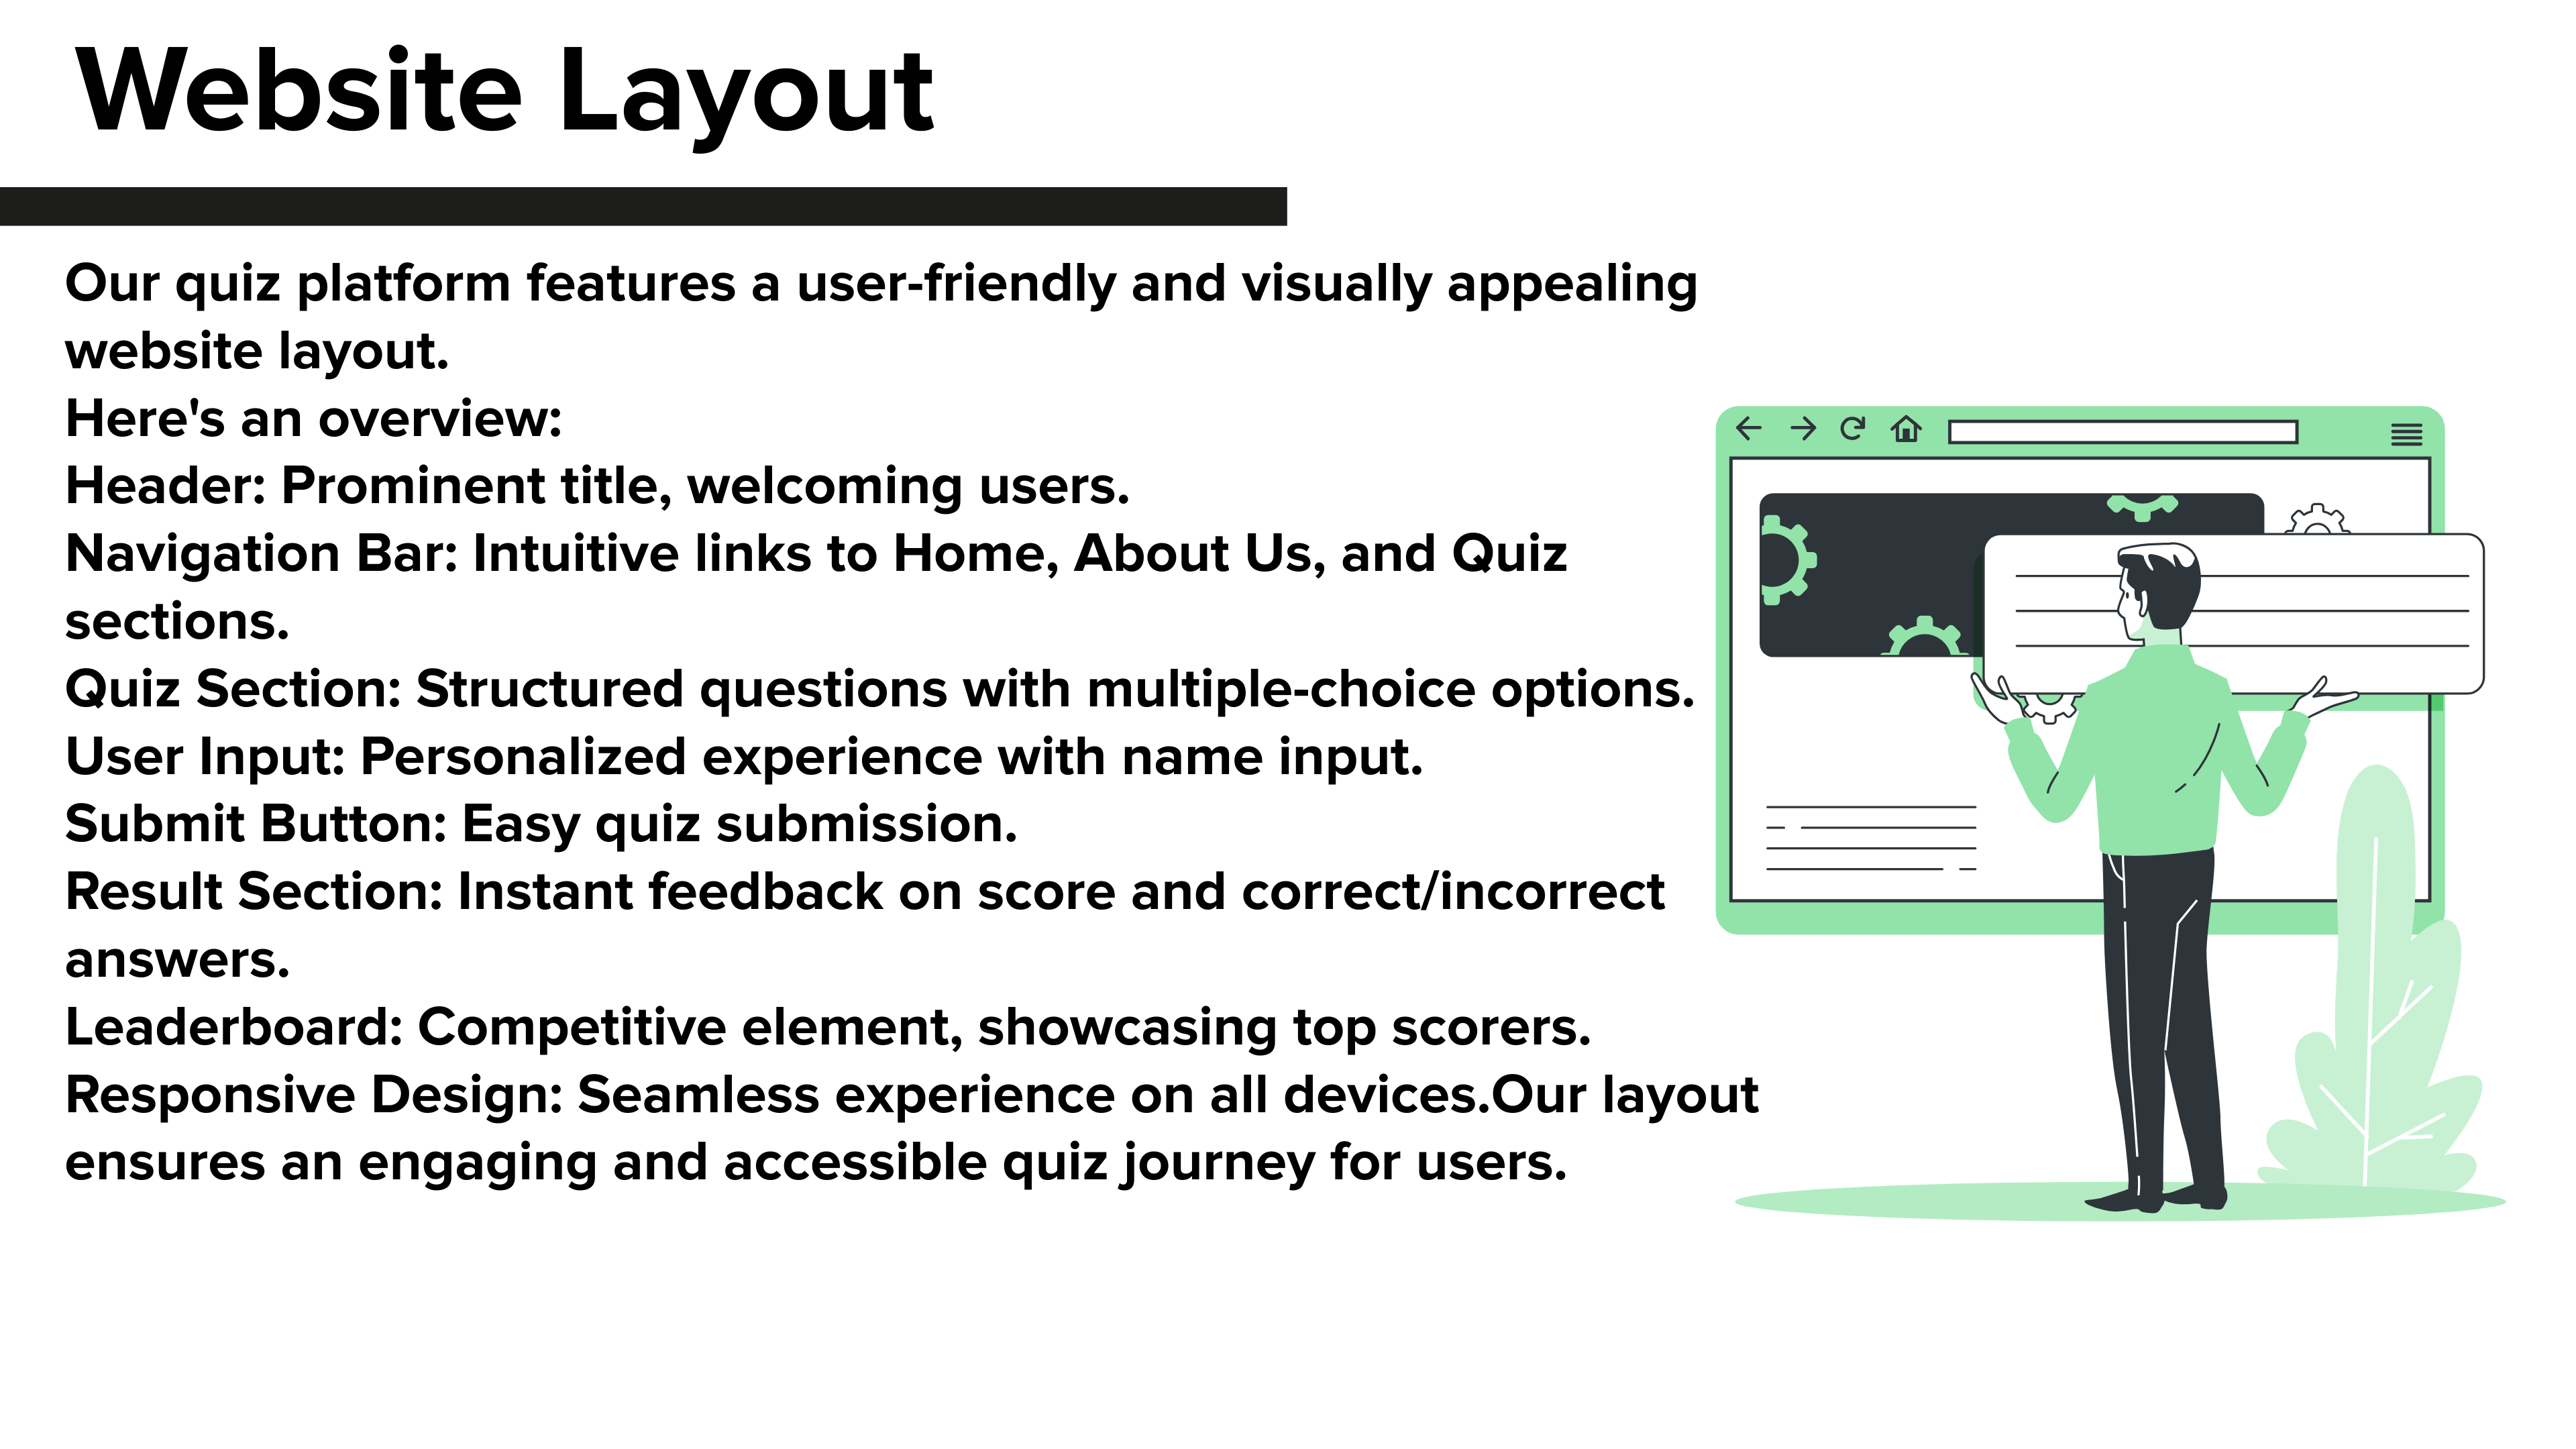 Website Layout
Our quiz platform features a user-friendly and visually appealing
website layout.
Here's an overview:
Header: Prominent title, welcoming users.
Navigation Bar: Intuitive links to Home, About Us, and Quiz
sections.
Quiz Section: Structured questions with multiple-choice options.
User Input: Personalized experience with name input.
Submit Button: Easy quiz submission.
Result Section: Instant feedback on score and correct/incorrect
answers.
Leaderboard: Competitive element, showcasing top scorers.
Responsive Design: Seamless experience on all devices.Our layout
ensures an engaging and accessible quiz journey for users.